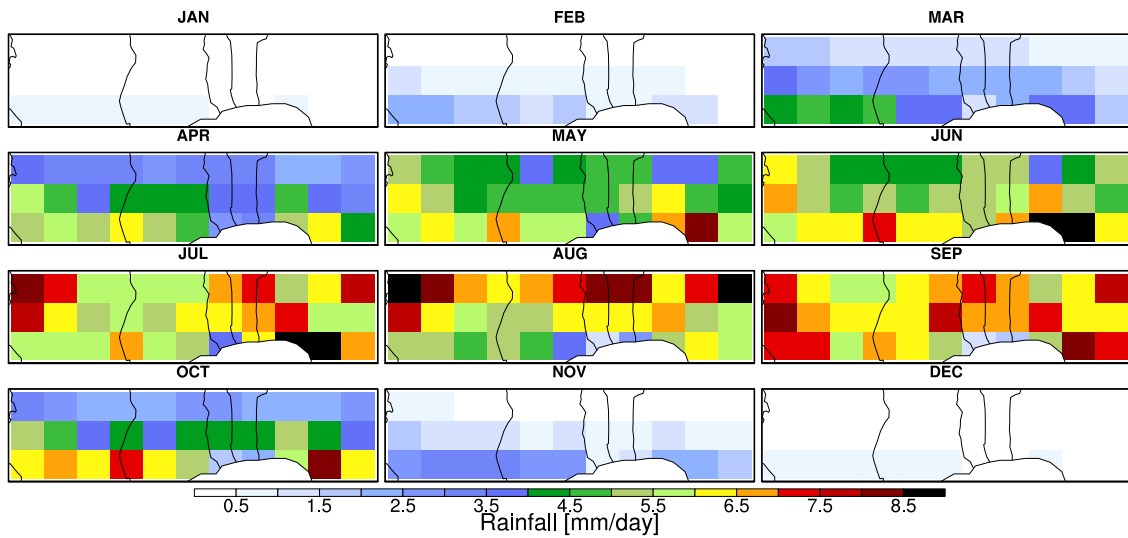 JAN FEB MAR
APR MAY JUN
JUL AUG SEP
OCT NOV DEC
0.5 1.5 2.5 3.5 4.5 5.5 6.5 7.5 8.5
Rainfall [mm/day]